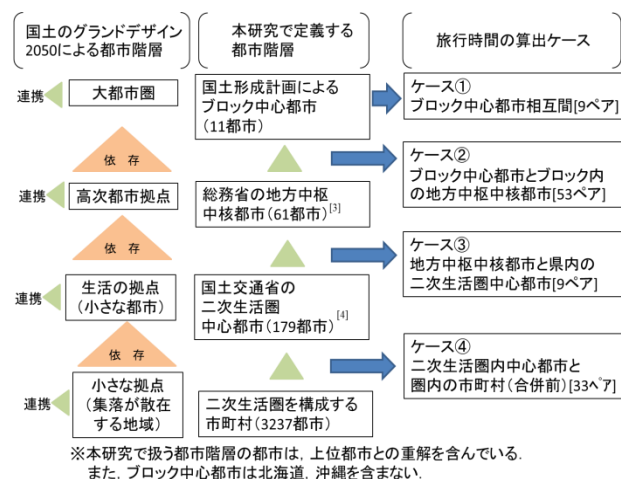 国土のグランドデザイン
2050による都市階層
本研究で定義する
都市階層
旅行時間の算出ケース
連携
大都市圏
依 存
連携
高次都市拠点
依 存
連携
生活の拠点
(小さな都市)
依 存
連携
小さな拠点
(集落が散在
する地域)
国土形成計画による
ブロック中心都市
(11都市)
総務省の地方中枢
中核都市(61都市)[3]
国土交通省の
二次生活圏
中心都市(179都市)[4]
二次生活圏を構成する
市町村(3237都市)
ケース①
ブロック中心都市相互間[9ペア]
ケース②
ブロック中心都市とブロック内
の地方中枢中核都市[53ペア]
ケース③
地方中枢中核都市と県内の
二次生活圏中心都市[9ペア]
ケース④
二次生活圏内中心都市と
圏内の市町村(合併前)[33ペア]
※本研究で扱う都市階層の都市は，上位都市との重解を含んでいる．
また，ブロック中心都市は北海道，沖縄を含まない．